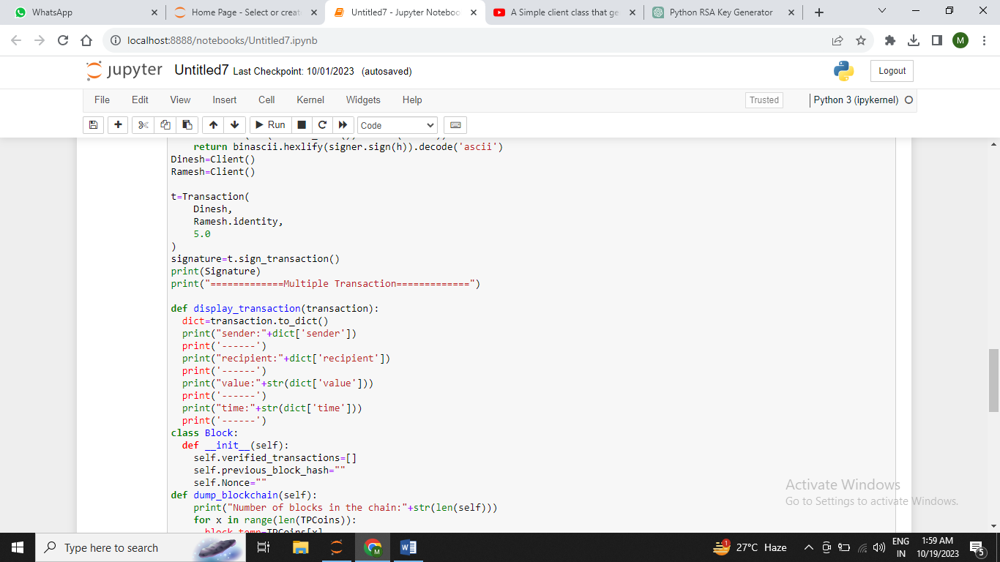 WhatsApp
Home Page - Select or creat
Untitled7 - Jupyter Noteboo
A Simple client class that ge
Python RSA Key Generator
localhost:8888/notebooks/Untitled7.ipynb
M
jupyter Untitled7 Last Checkpoint: 10/01/2023 (autosaved)
Logout
File Edit View Insert Cell Kernel Widgets Help
Trusted
Python 3 (ipykernel)
Run
Code
return binascii.hexlify(signer.sign(h)).decode('ascii')
Dinesh=Client()
Ramesh=Client()
t=Transaction(
Dinesh,
Ramesh.identity,
5.0
)
signature=t.sign_transaction()
print(Signature)
print("=============Multiple Transaction=============")
def display_transaction(transaction):
dict=transaction.to_dict()
print("sender:"+dict['sender'])
print('------')
print("recipient:"+dict['recipient'])
print('------')
print("value:"+str(dict['value']))
print('------')
print("time:"+str(dict['time']))
print('------')
class Block:
def __init__(self):
self.verified_transactions=[]
self.previous_block_hash=""
self.Nonce=""
def dump_blockchain(self):
print("Number of blocks in the chain:"+str(len(self)))
for x in range(len(TPCoins)):
block_temp=TPCoins[x]
Activate Windows
Go to Settings to activate Windows.
Type here to search
M
W
1
27°C Haze
ENG
IN
1:59 AM
10/19/2023
5